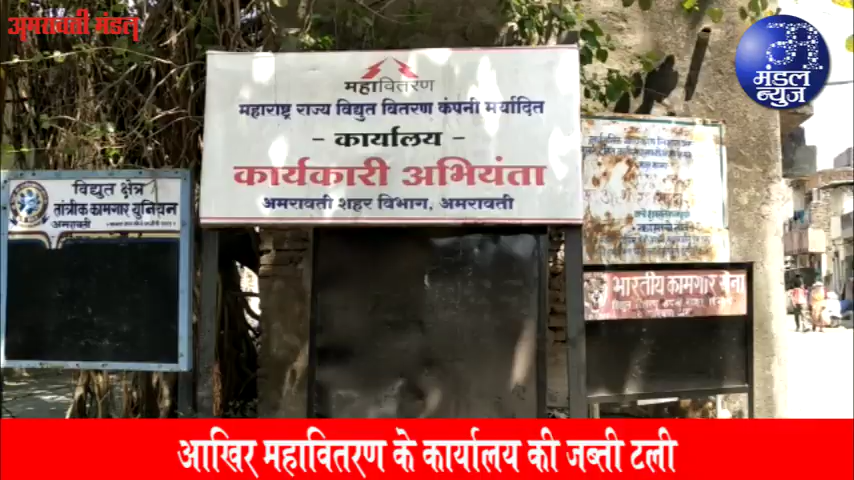 अमरावती मंडल
मंडल
न्युज
महावितरण
महाराष्ट्र राज्य विद्युत वितरण कंपनी मर्यादित
- कार्यालय -
कार्यकारी अभियंता
अमरावती शहर विभाग, अमरावती
विद्युत क्षेत्र
तांत्रीक कामगार युनियन
अमरावती
भारतीय कामगार सेना
आखिर महावितरण के कार्यालय की जब्ती टली